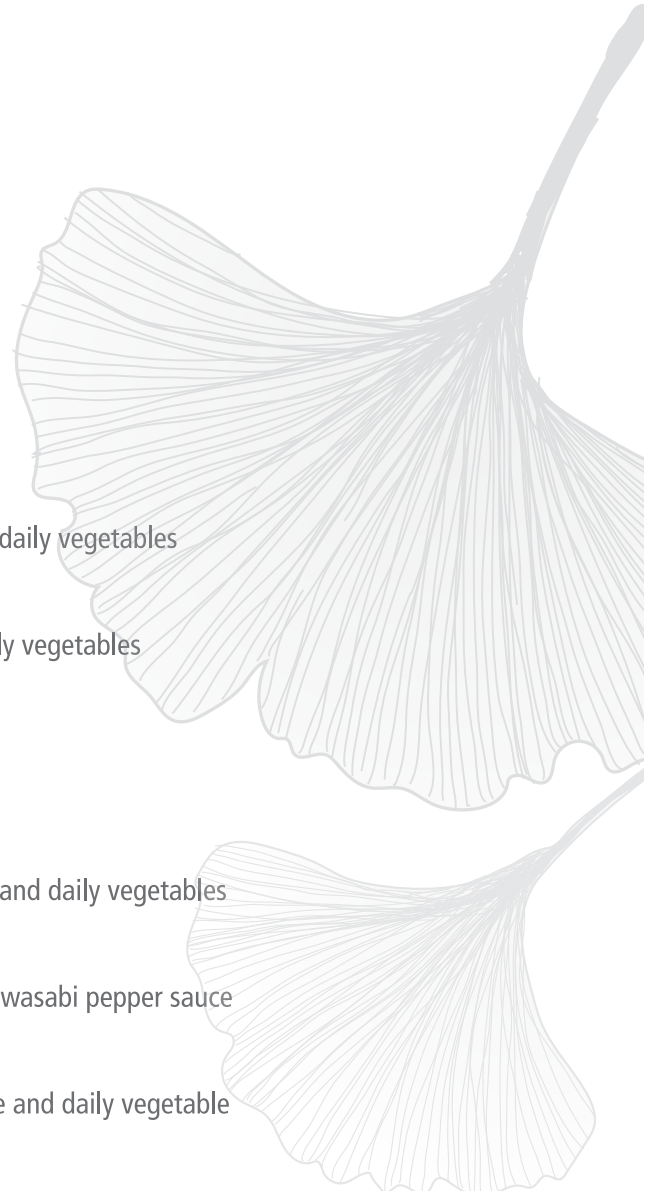 daily vegetables
vegetables
and daily vegetables
wasabi pepper sauce
and daily vegetable